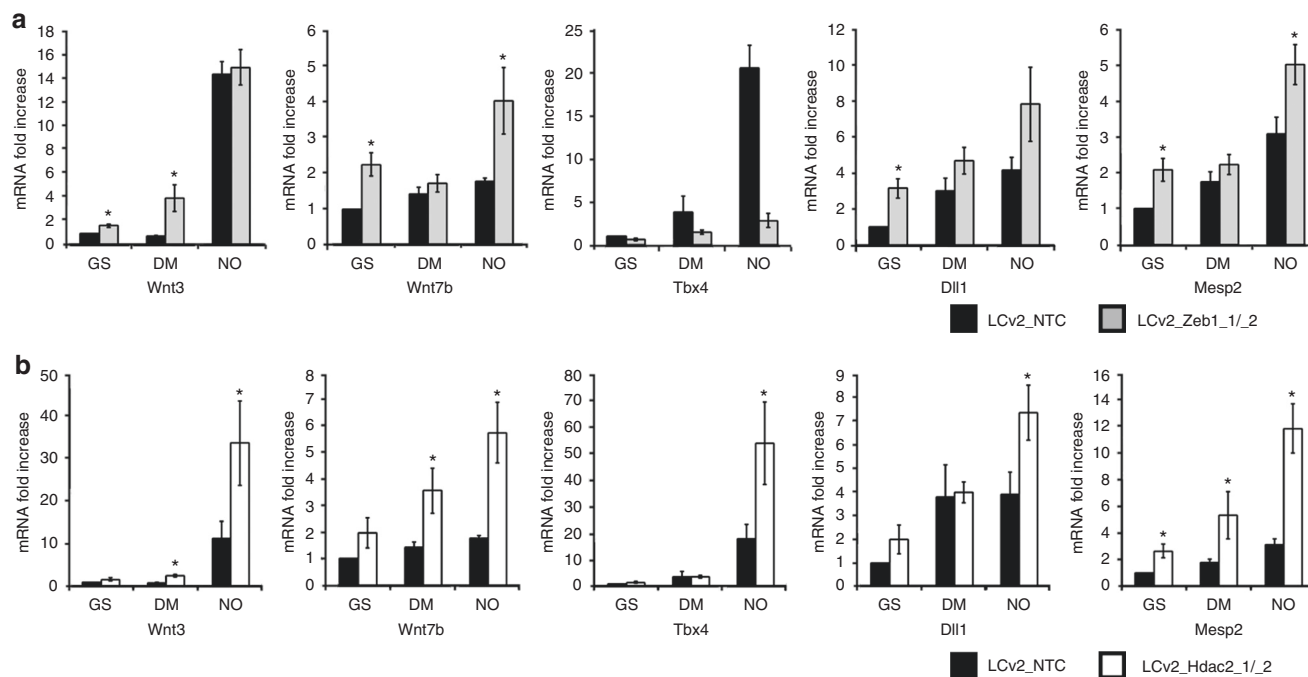 a
mRNA fold increase
18
16
14
12
10
8
6
4
2
0
*
*
GS DM NO
Wnt3
mRNA fold increase
6
5
4
3
2
1
0
*
*
GS DM NO
Wnt7b
mRNA fold increase
25
20
15
10
5
0
GS DM NO
Tbx4
mRNA fold increase
12
10
8
6
4
2
0
*
GS DM NO
Dll1
mRNA fold increase
6
5
4
3
2
1
0
*
*
GS DM NO
Mesp2
LCv2_NTC LCv2_Zeb1_1/_2
b
mRNA fold increase
50
40
30
20
10
0
*
*
GS DM NO
Wnt3
mRNA fold increase
8
7
6
5
4
3
2
1
0
*
*
GS DM NO
Wnt7b
mRNA fold increase
80
70
60
50
40
30
20
10
0
*
GS DM NO
Tbx4
mRNA fold increase
9
8
7
6
5
4
3
2
1
0
*
GS DM NO
Dll1
mRNA fold increase
16
14
12
10
8
6
4
2
0
*
*
*
GS DM NO
Mesp2
LCv2_NTC LCv2_Hdac2_1/_2